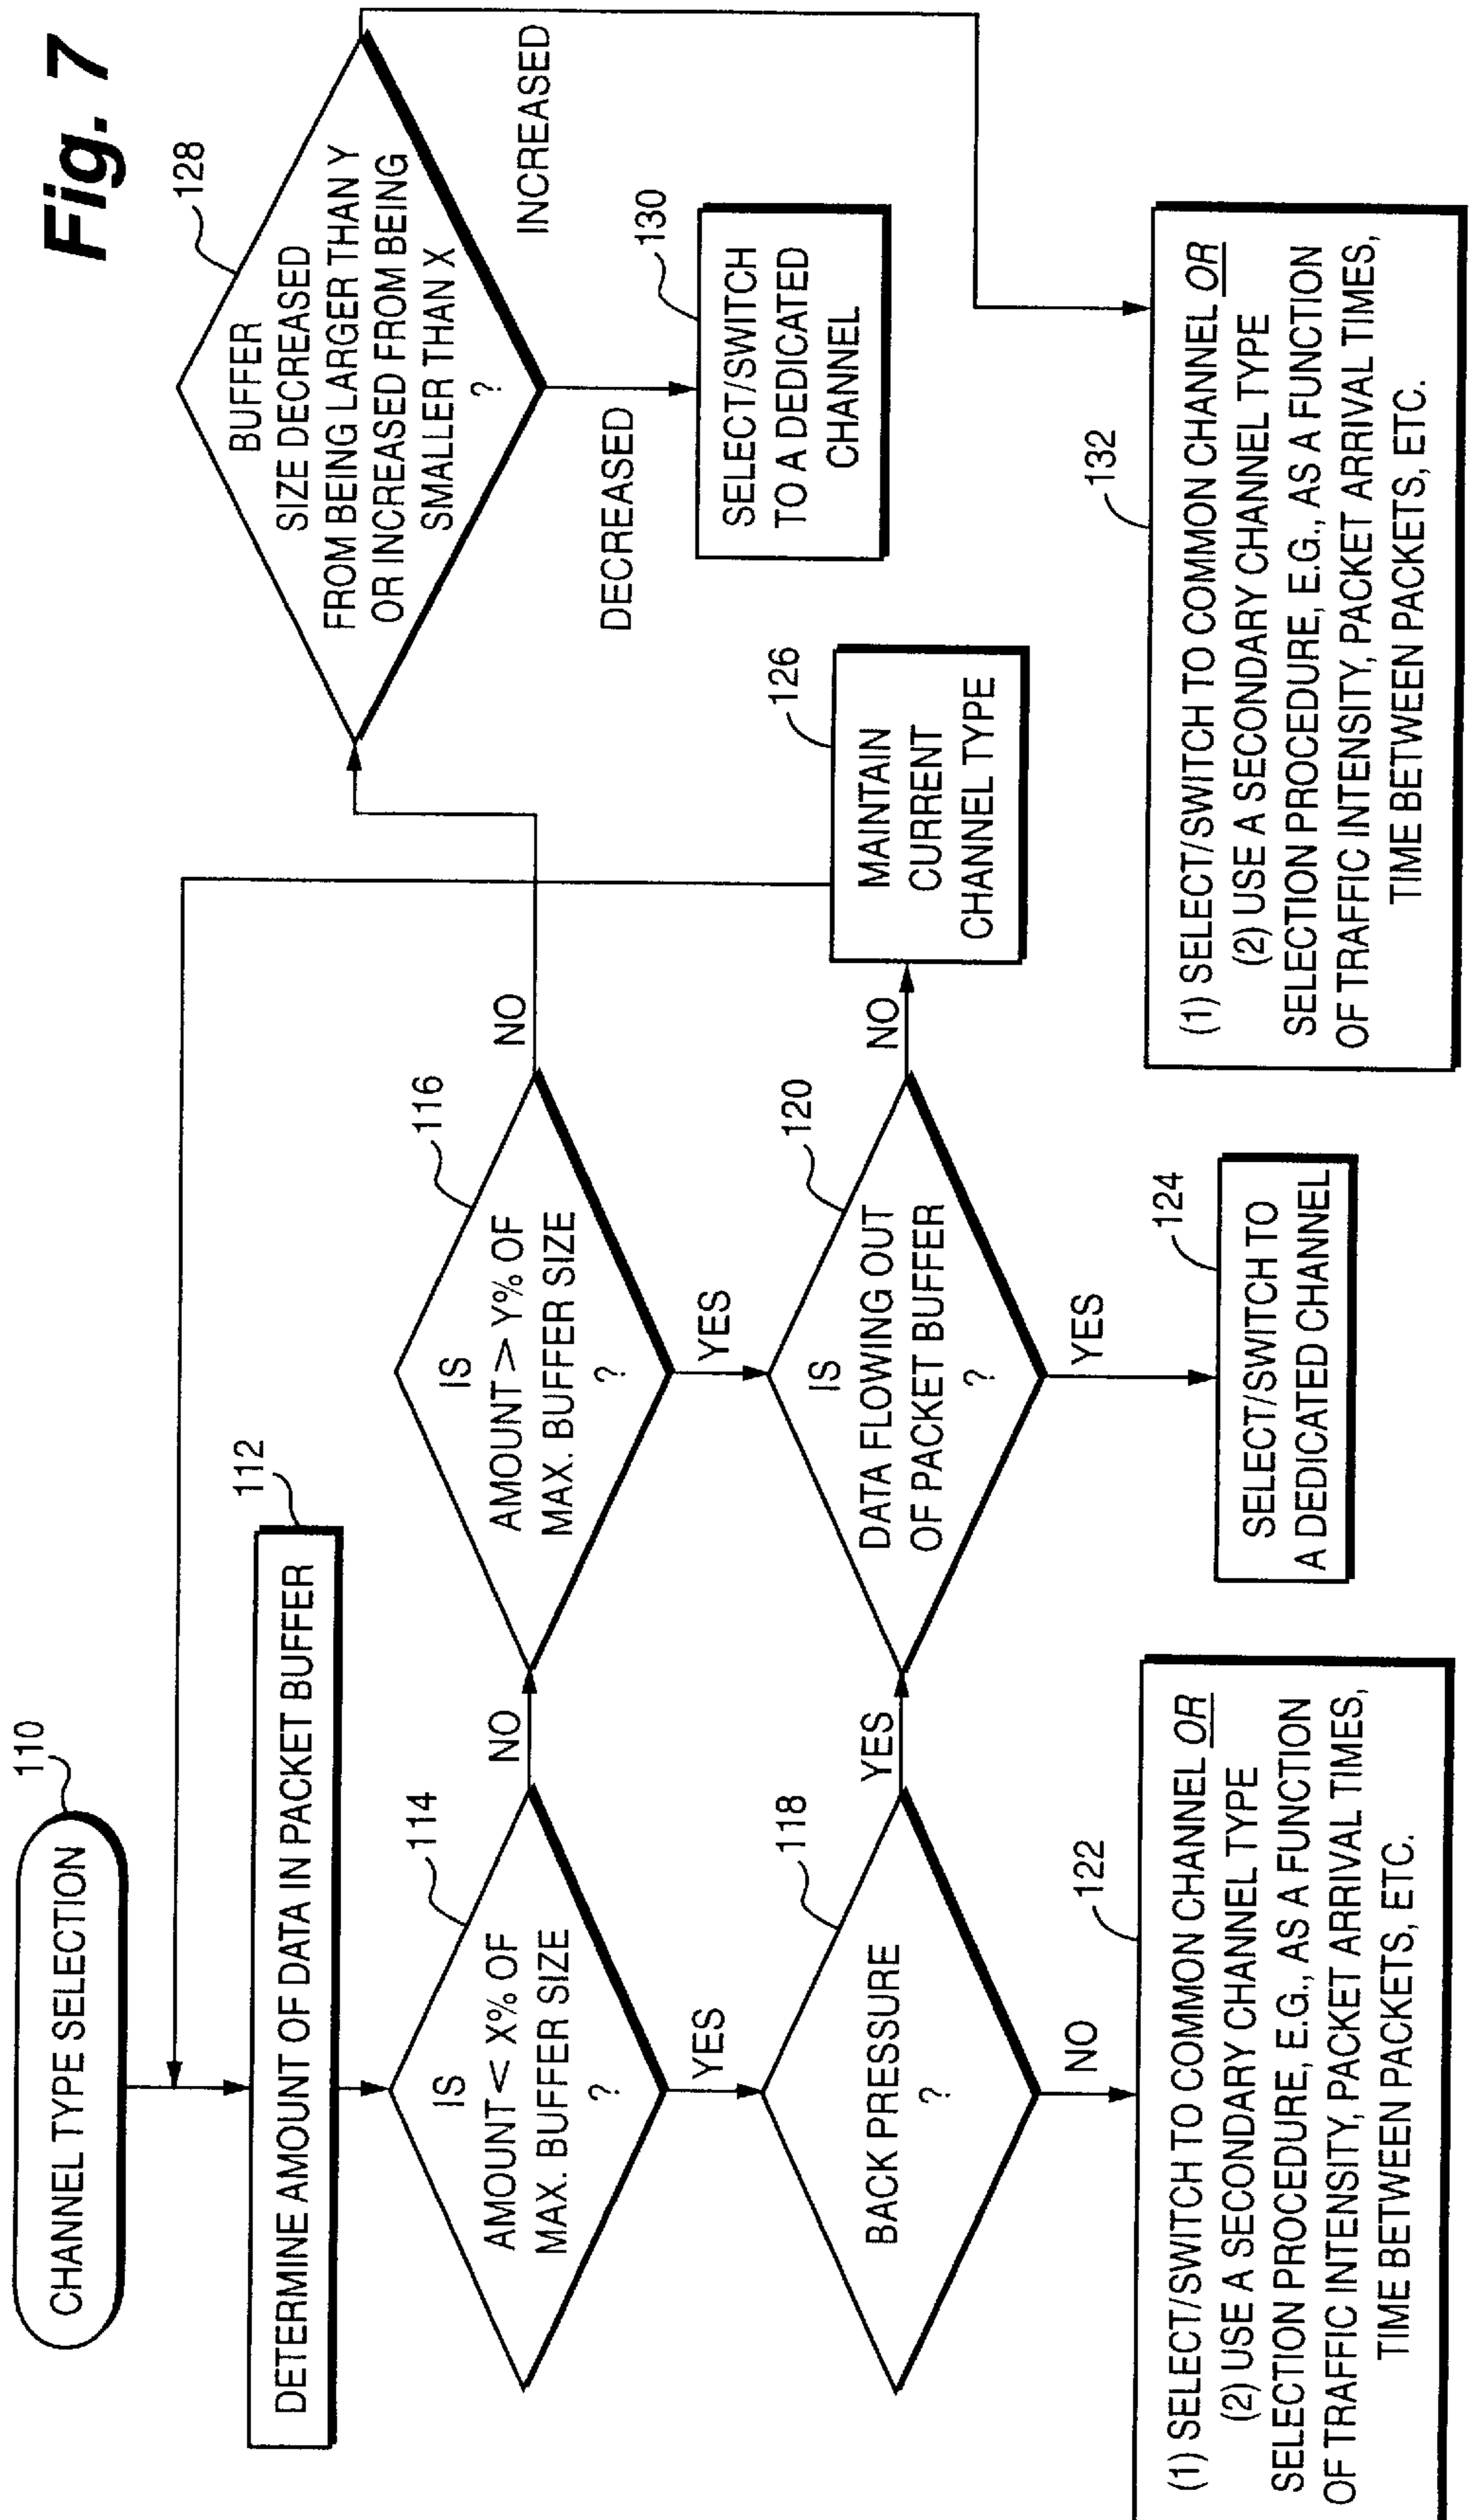 Fig. 7
110
CHANNEL TYPE SELECTION
112
DETERMINE AMOUNT OF DATA IN PACKET BUFFER
114
IS
AMOUNT < X% OF
MAX. BUFFER SIZE
?
NO
YES
116
IS
AMOUNT > Y% OF
MAX. BUFFER SIZE
?
NO
YES
128
BUFFER
SIZE DECREASED
FROM BEING LARGER THAN Y
OR INCREASED FROM BEING
SMALLER THAN X
?
INCREASED
DECREASED
130
SELECT/SWITCH
TO A DEDICATED
CHANNEL
118
BACK PRESSURE
?
YES
NO
120
IS
DATA FLOWING OUT
OF PACKET BUFFER
?
NO
YES
126
MAINTAIN
CURRENT
CHANNEL TYPE
122
(1) SELECT/SWITCH TO COMMON CHANNEL OR
(2) USE A SECONDARY CHANNEL TYPE
SELECTION PROCEDURE, E.G., AS A FUNCTION
OF TRAFFIC INTENSITY, PACKET ARRIVAL TIMES,
TIME BETWEEN PACKETS, ETC.
124
SELECT/SWITCH TO
A DEDICATED CHANNEL
132
(1) SELECT/SWITCH TO COMMON CHANNEL OR
(2) USE A SECONDARY CHANNEL TYPE
SELECTION PROCEDURE, E.G., AS A FUNCTION
OF TRAFFIC INTENSITY, PACKET ARRIVAL TIMES,
TIME BETWEEN PACKETS, ETC.